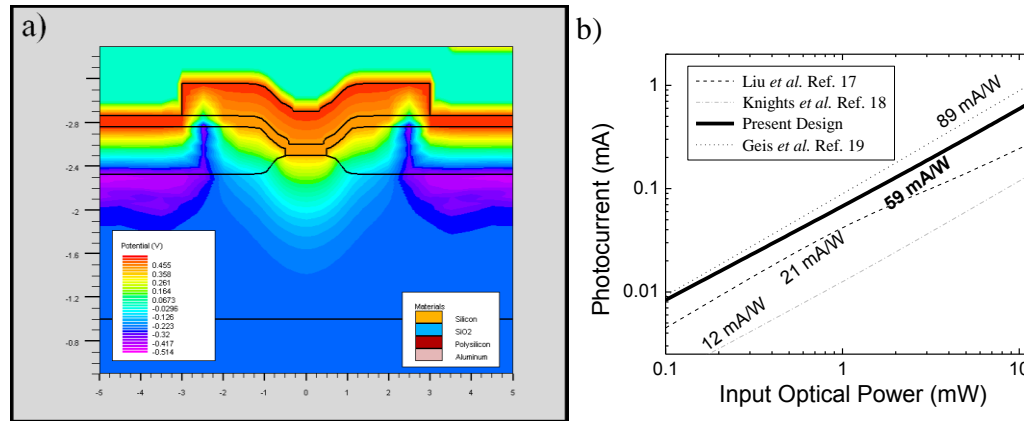 a)
-2.8
-2.4
-2
-1.6
-1.2
-0.8
-5 -4 -3 -2 -1 0 1 2 3 4 5
Potential (V)
0.455
0.358
0.261
0.164
0.0673
-0.0296
-0.126
-0.223
-0.32
-0.417
-0.514
Materials
Silicon
SiO2
Polysilicon
Aluminum
b)
Photocurrent (mA)
1
0.1
0.01
0.1 1 10
Input Optical Power (mW)
Liu et al. Ref. 17
Knights et al. Ref. 18
Present Design
Geis et al. Ref. 19
89 mA/W
59 mA/W
21 mA/W
12 mA/W